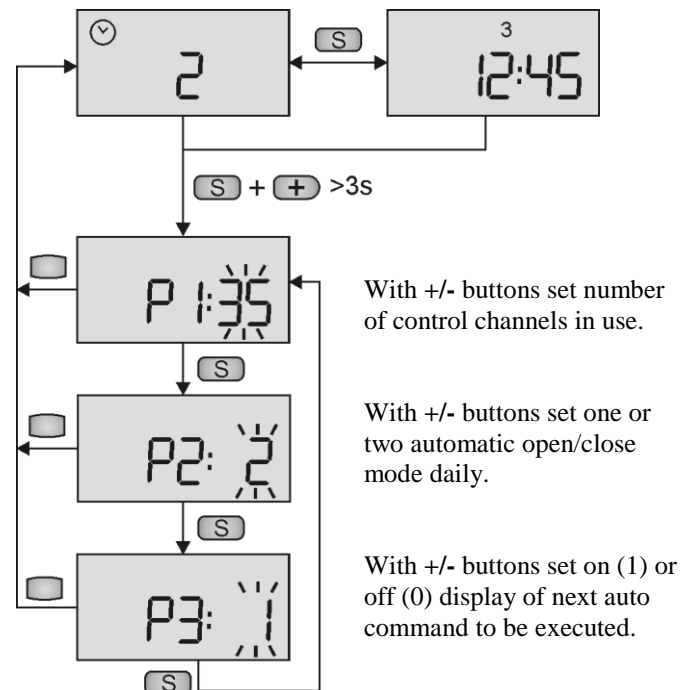 3
S
2
12:45
S + + >3s
P1:35
With +/- buttons set number
of control channels in use.
S
P2: 2
With +/- buttons set one or
two automatic open/close
mode daily.
S
P3: 1
With +/- buttons set on (1) or
off (0) display of next auto
command to be executed.
S